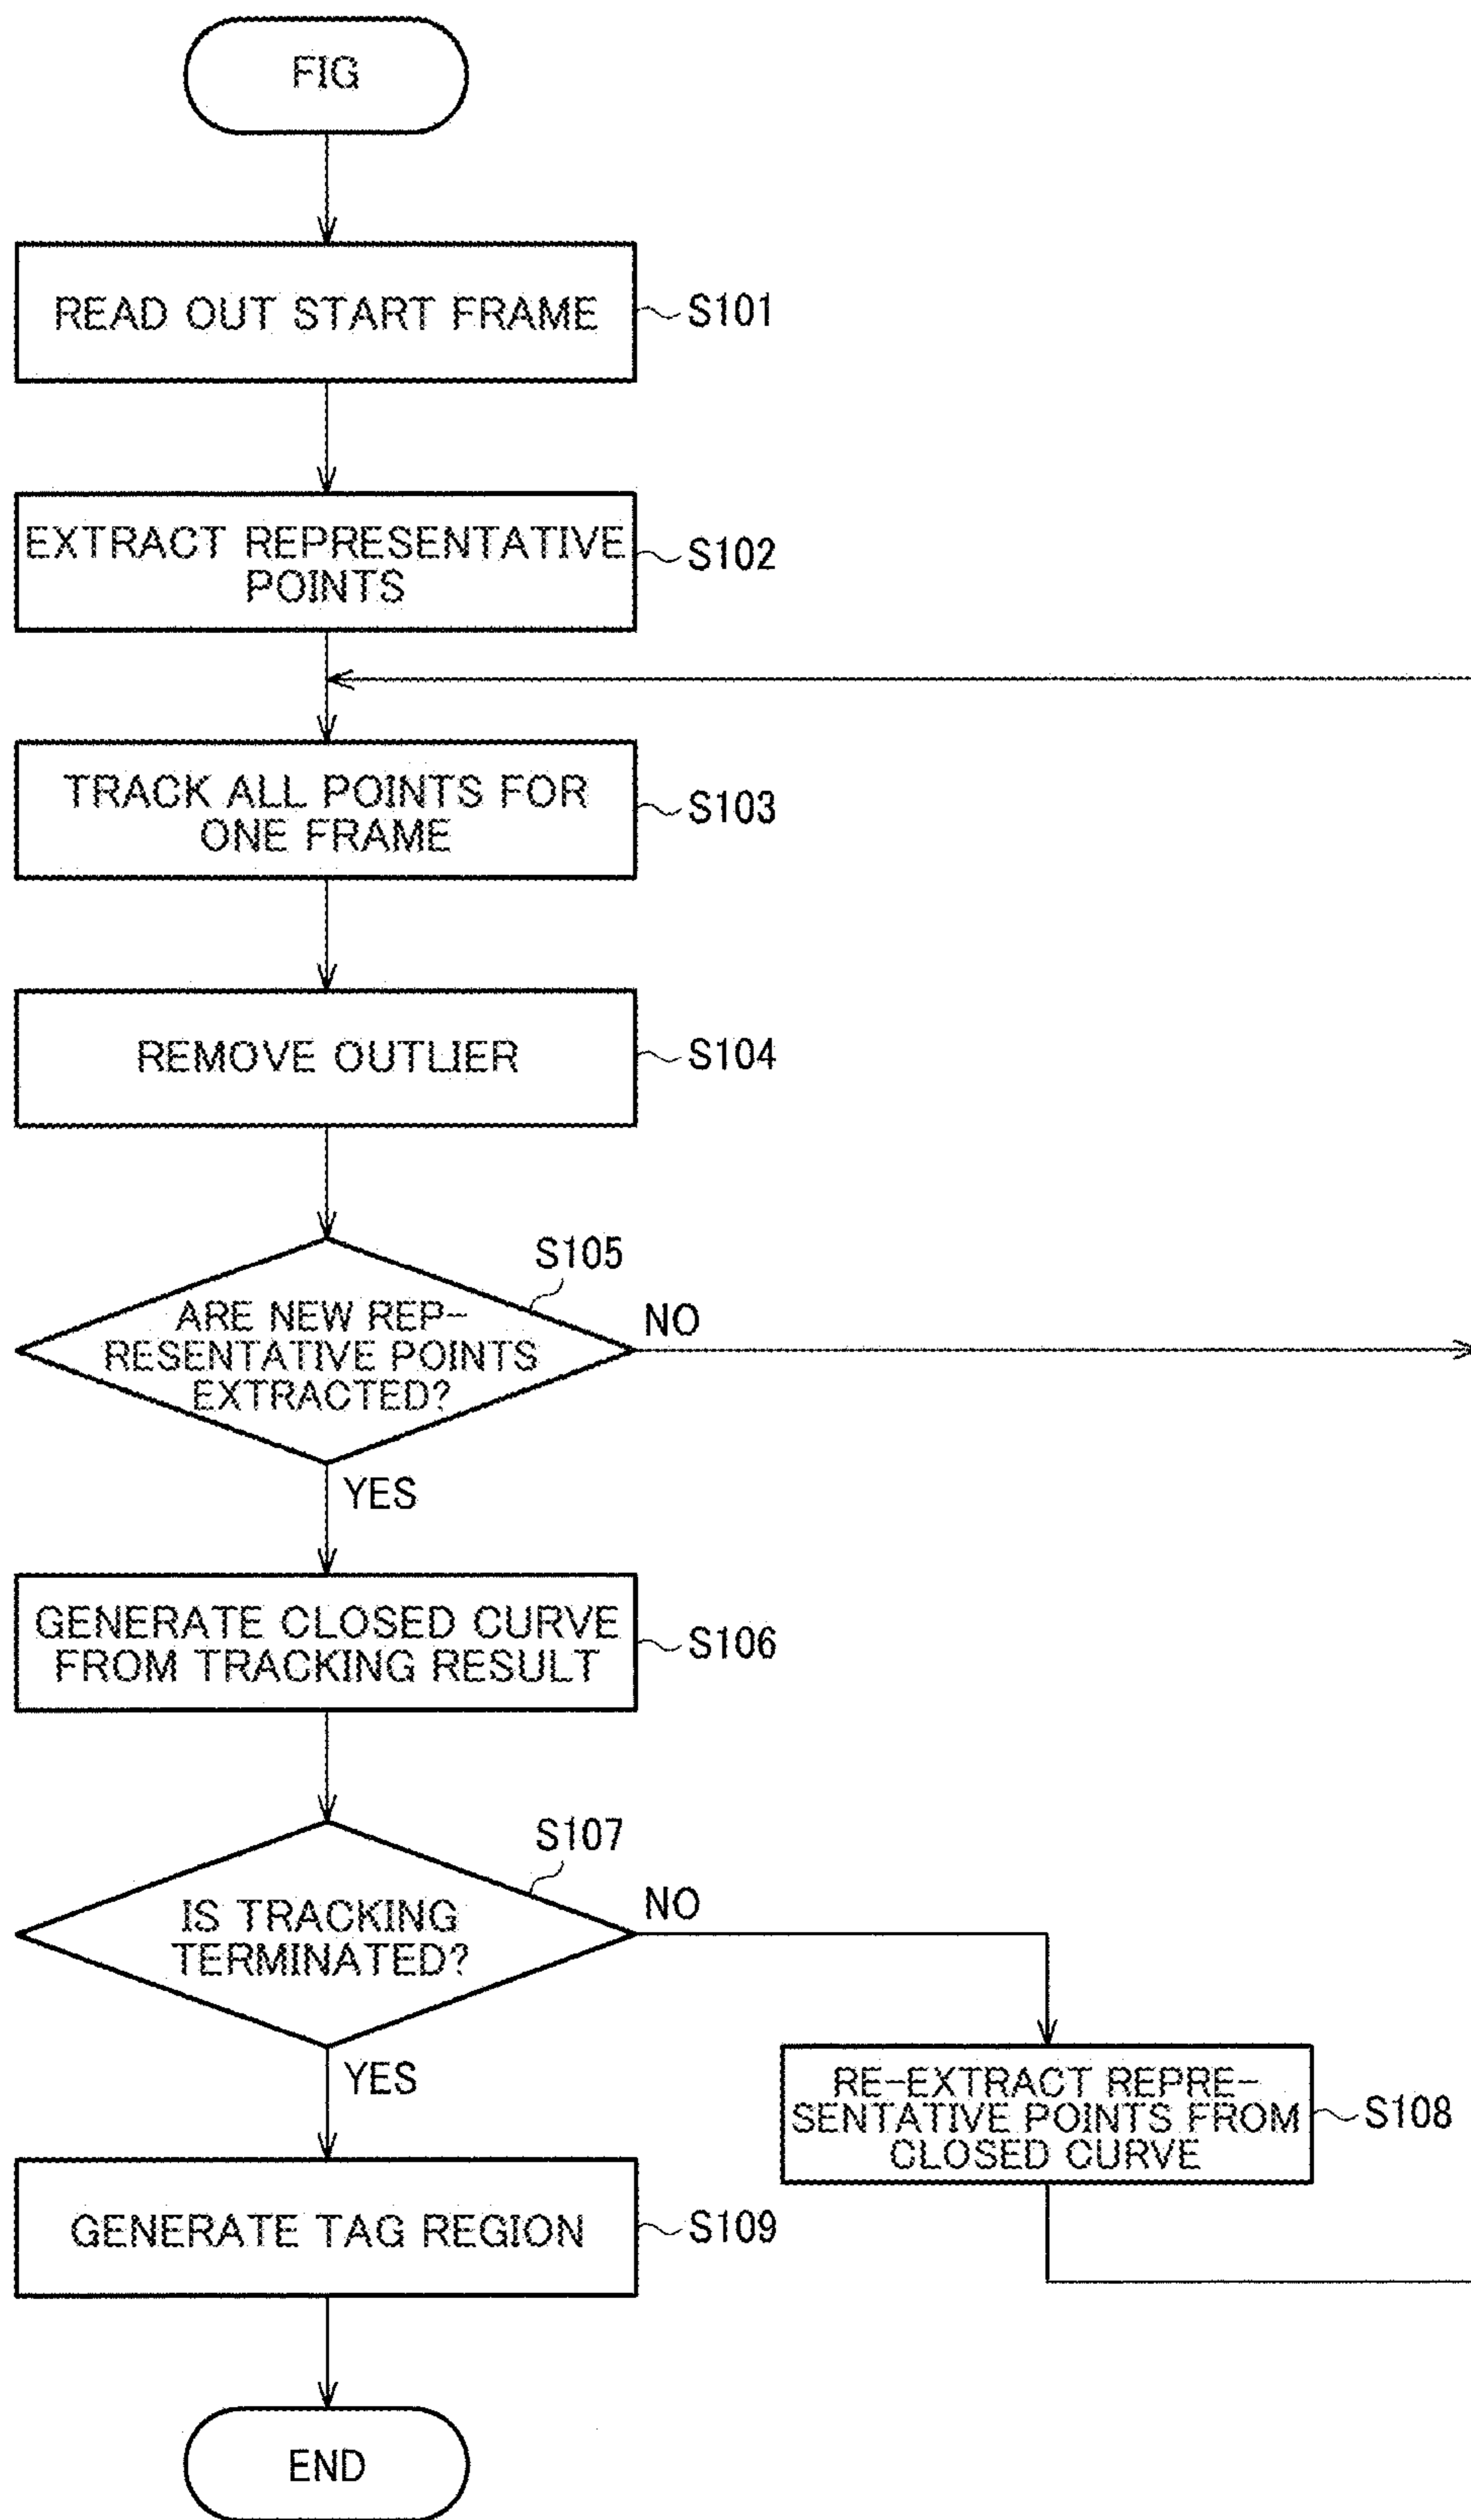 FIG
READ OUT START FRAME
S101
EXTRACT REPRESENTATIVE
POINTS
S102
TRACK ALL POINTS FOR
ONE FRAME
S103
REMOVE OUTLIER
S104
S105
ARE NEW REP-
RESENTATIVE POINTS
EXTRACTED?
NO
YES
GENERATE CLOSED CURVE
FROM TRACKING RESULT
S106
S107
IS TRACKING
TERMINATED?
NO
YES
RE-EXTRACT REPRE-
SENTATIVE POINTS FROM
CLOSED CURVE
S108
GENERATE TAG REGION
S109
END